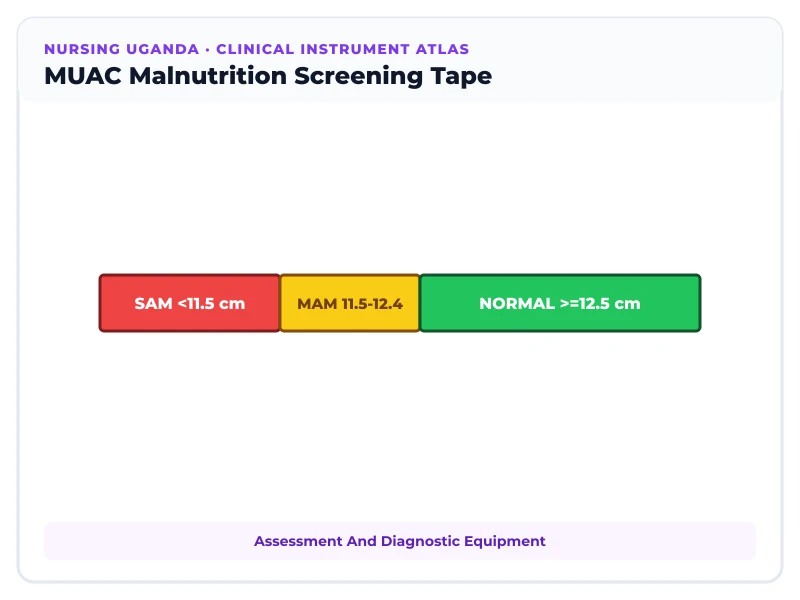 NURSING UGANDA · CLINICAL INSTRUMENT ATLAS
MUAC Malnutrition Screening Tape
SAM <11.5 cm
MAM 11.5-12.4
NORMAL >=12.5 cm
Assessment And Diagnostic Equipment